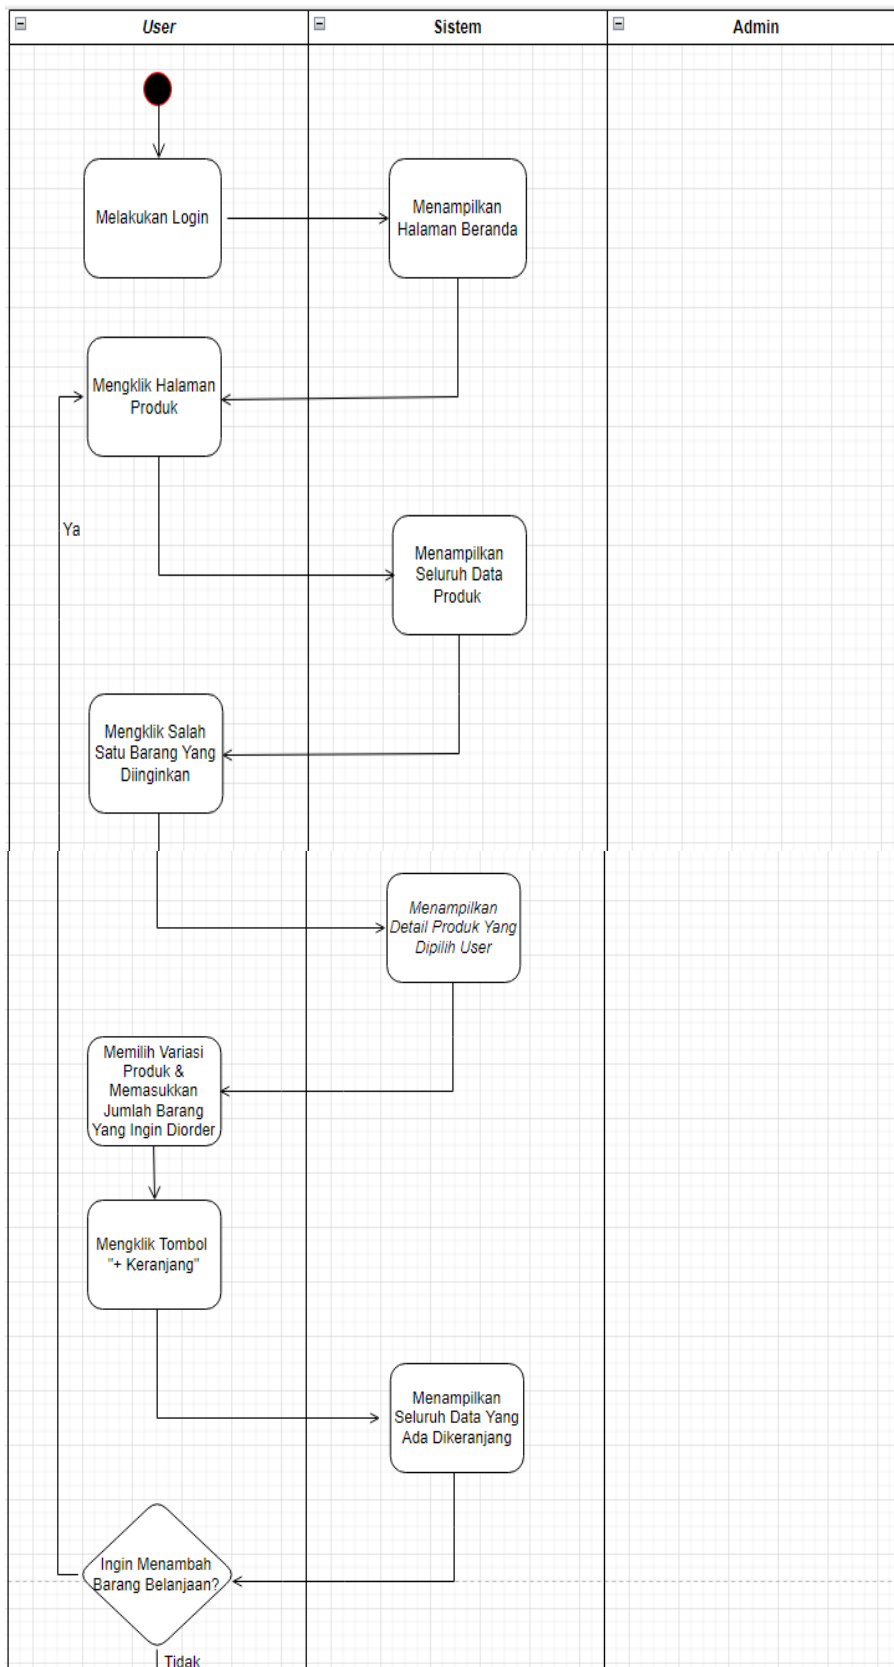 User
Sistem
Admin
Melakukan Login
Menampilkan
Halaman Beranda
Mengklik Halaman
Produk
Ya
Menampilkan
Seluruh Data
Produk
Mengklik Salah
Satu Barang Yang
Diinginkan
Menampilkan
Detail Produk Yang
Dipilih User
Memilih Variasi
Produk &
Memasukkan
Jumlah Barang
Yang Ingin Diorder
Mengklik Tombol
"+ Keranjang"
Menampilkan
Seluruh Data Yang
Ada Dikeranjang
Ingin Menambah
Barang Belanjaan?
Tidak